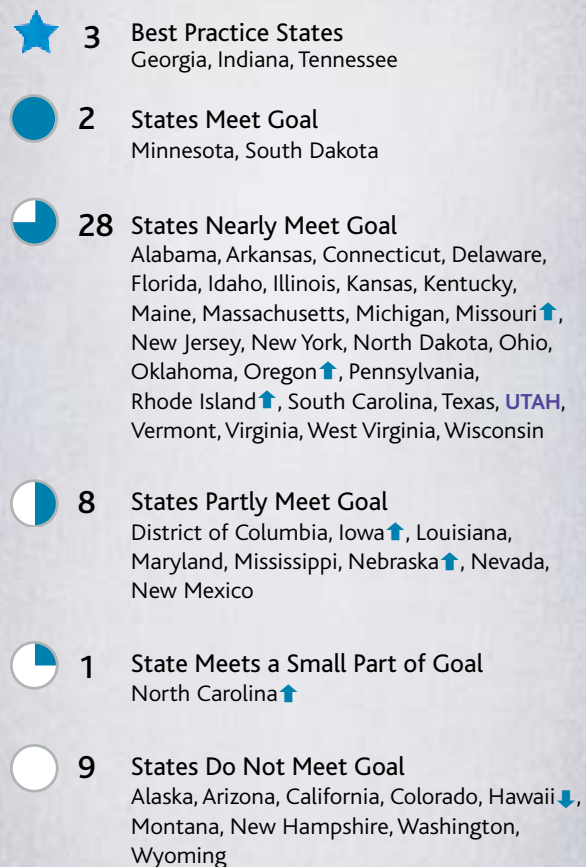 3 Best Practice States
Georgia, Indiana, Tennessee
2 States Meet Goal
Minnesota, South Dakota
28 States Nearly Meet Goal
Alabama, Arkansas, Connecticut, Delaware,
Florida, Idaho, Illinois, Kansas, Kentucky,
Maine, Massachusetts, Michigan, Missouri⬆,
New Jersey, New York, North Dakota, Ohio,
Oklahoma, Oregon⬆, Pennsylvania,
Rhode Island⬆, South Carolina, Texas, UTAH,
Vermont, Virginia, West Virginia, Wisconsin
8 States Partly Meet Goal
District of Columbia, Iowa⬆, Louisiana,
Maryland, Mississippi, Nebraska⬆, Nevada,
New Mexico
1 State Meets a Small Part of Goal
North Carolina⬆
9 States Do Not Meet Goal
Alaska, Arizona, California, Colorado, Hawaii⬇,
Montana, New Hampshire, Washington,
Wyoming